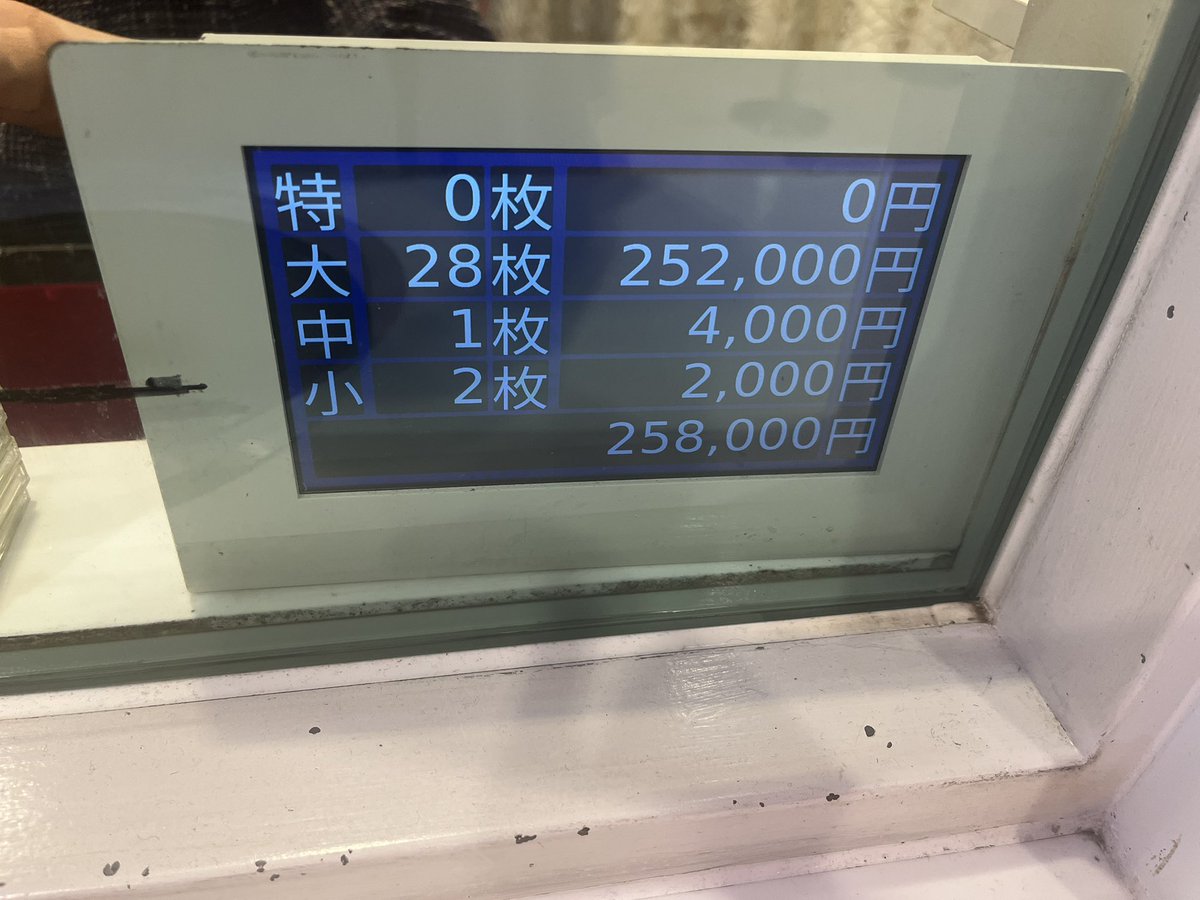 特 0枚 0円
大 28枚 252,000円
中 1枚 4,000円
小 2枚 2,000円
258,000円